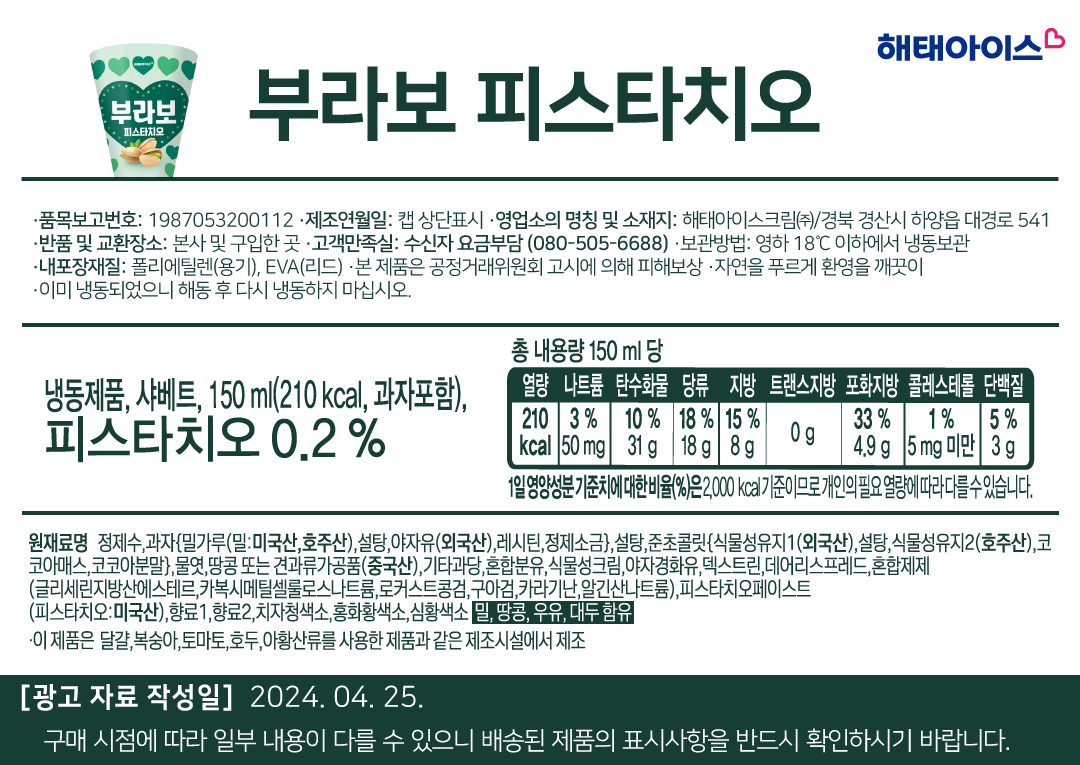 해태아이스
해태아이스
부라보
피스타치오
부라보 피스타치오
·품목보고번호: 1987053200112 ·제조연월일: 캡 상단표시 ·영업소의 명칭 및 소재지: 해태아이스크림㈜/경북 경산시 하양읍 대경로 541
·반품 및 교환장소: 본사 및 구입한 곳 ·고객만족실: 수신자 요금부담 (080-505-6688) ·보관방법: 영하 18℃ 이하에서 냉동보관
·내포장재질: 폴리에틸렌(용기), EVA(리드) ·본 제품은 공정거래위원회 고시에 의해 피해보상 ·자연을 푸르게 환영을 깨끗이
·이미 냉동되었으니 해동 후 다시 냉동하지 마십시오.
냉동제품, 샤베트, 150 ml(210 kcal, 과자포함),
피스타치오 0.2 %
총 내용량 150 ml 당
열량 나트륨 탄수화물 당류 지방 트랜스지방 포화지방 콜레스테롤 단백질
210 3 % 10 % 18 % 15 % 0 g 33 % 1 % 5 %
kcal 50 mg 31 g 18 g 8 g 4.9 g 5 mg 미만 3 g
1일 영양성분 기준치에 대한 비율(%)은 2,000 kcal 기준이므로 개인의 필요 열량에 따라 다를 수 있습니다.
원재료명 정제수,과자{밀가루(밀:미국산,호주산),설탕,야자유(외국산),레시틴,정제소금},설탕,준초콜릿{식물성유지1(외국산),설탕,식물성유지2(호주산),코
코아매스,코코아분말},물엿,땅콩 또는 견과류가공품(중국산),기타과당,혼합분유,식물성크림,야자경화유,덱스트린,데어리스프레드,혼합제제
(글리세린지방산에스테르,카복시메틸셀룰로스나트륨,로커스트콩검,구아검,카라기난,알긴산나트륨),피스타치오페이스트
(피스타치오:미국산),향료1,향료2,치자청색소,홍화황색소,심황색소 밀, 땅콩, 우유, 대두 함유
·이 제품은 달걀,복숭아,토마토,호두,아황산류를 사용한 제품과 같은 제조시설에서 제조
[광고 자료 작성일] 2024. 04. 25.
구매 시점에 따라 일부 내용이 다를 수 있으니 배송된 제품의 표시사항을 반드시 확인하시기 바랍니다.